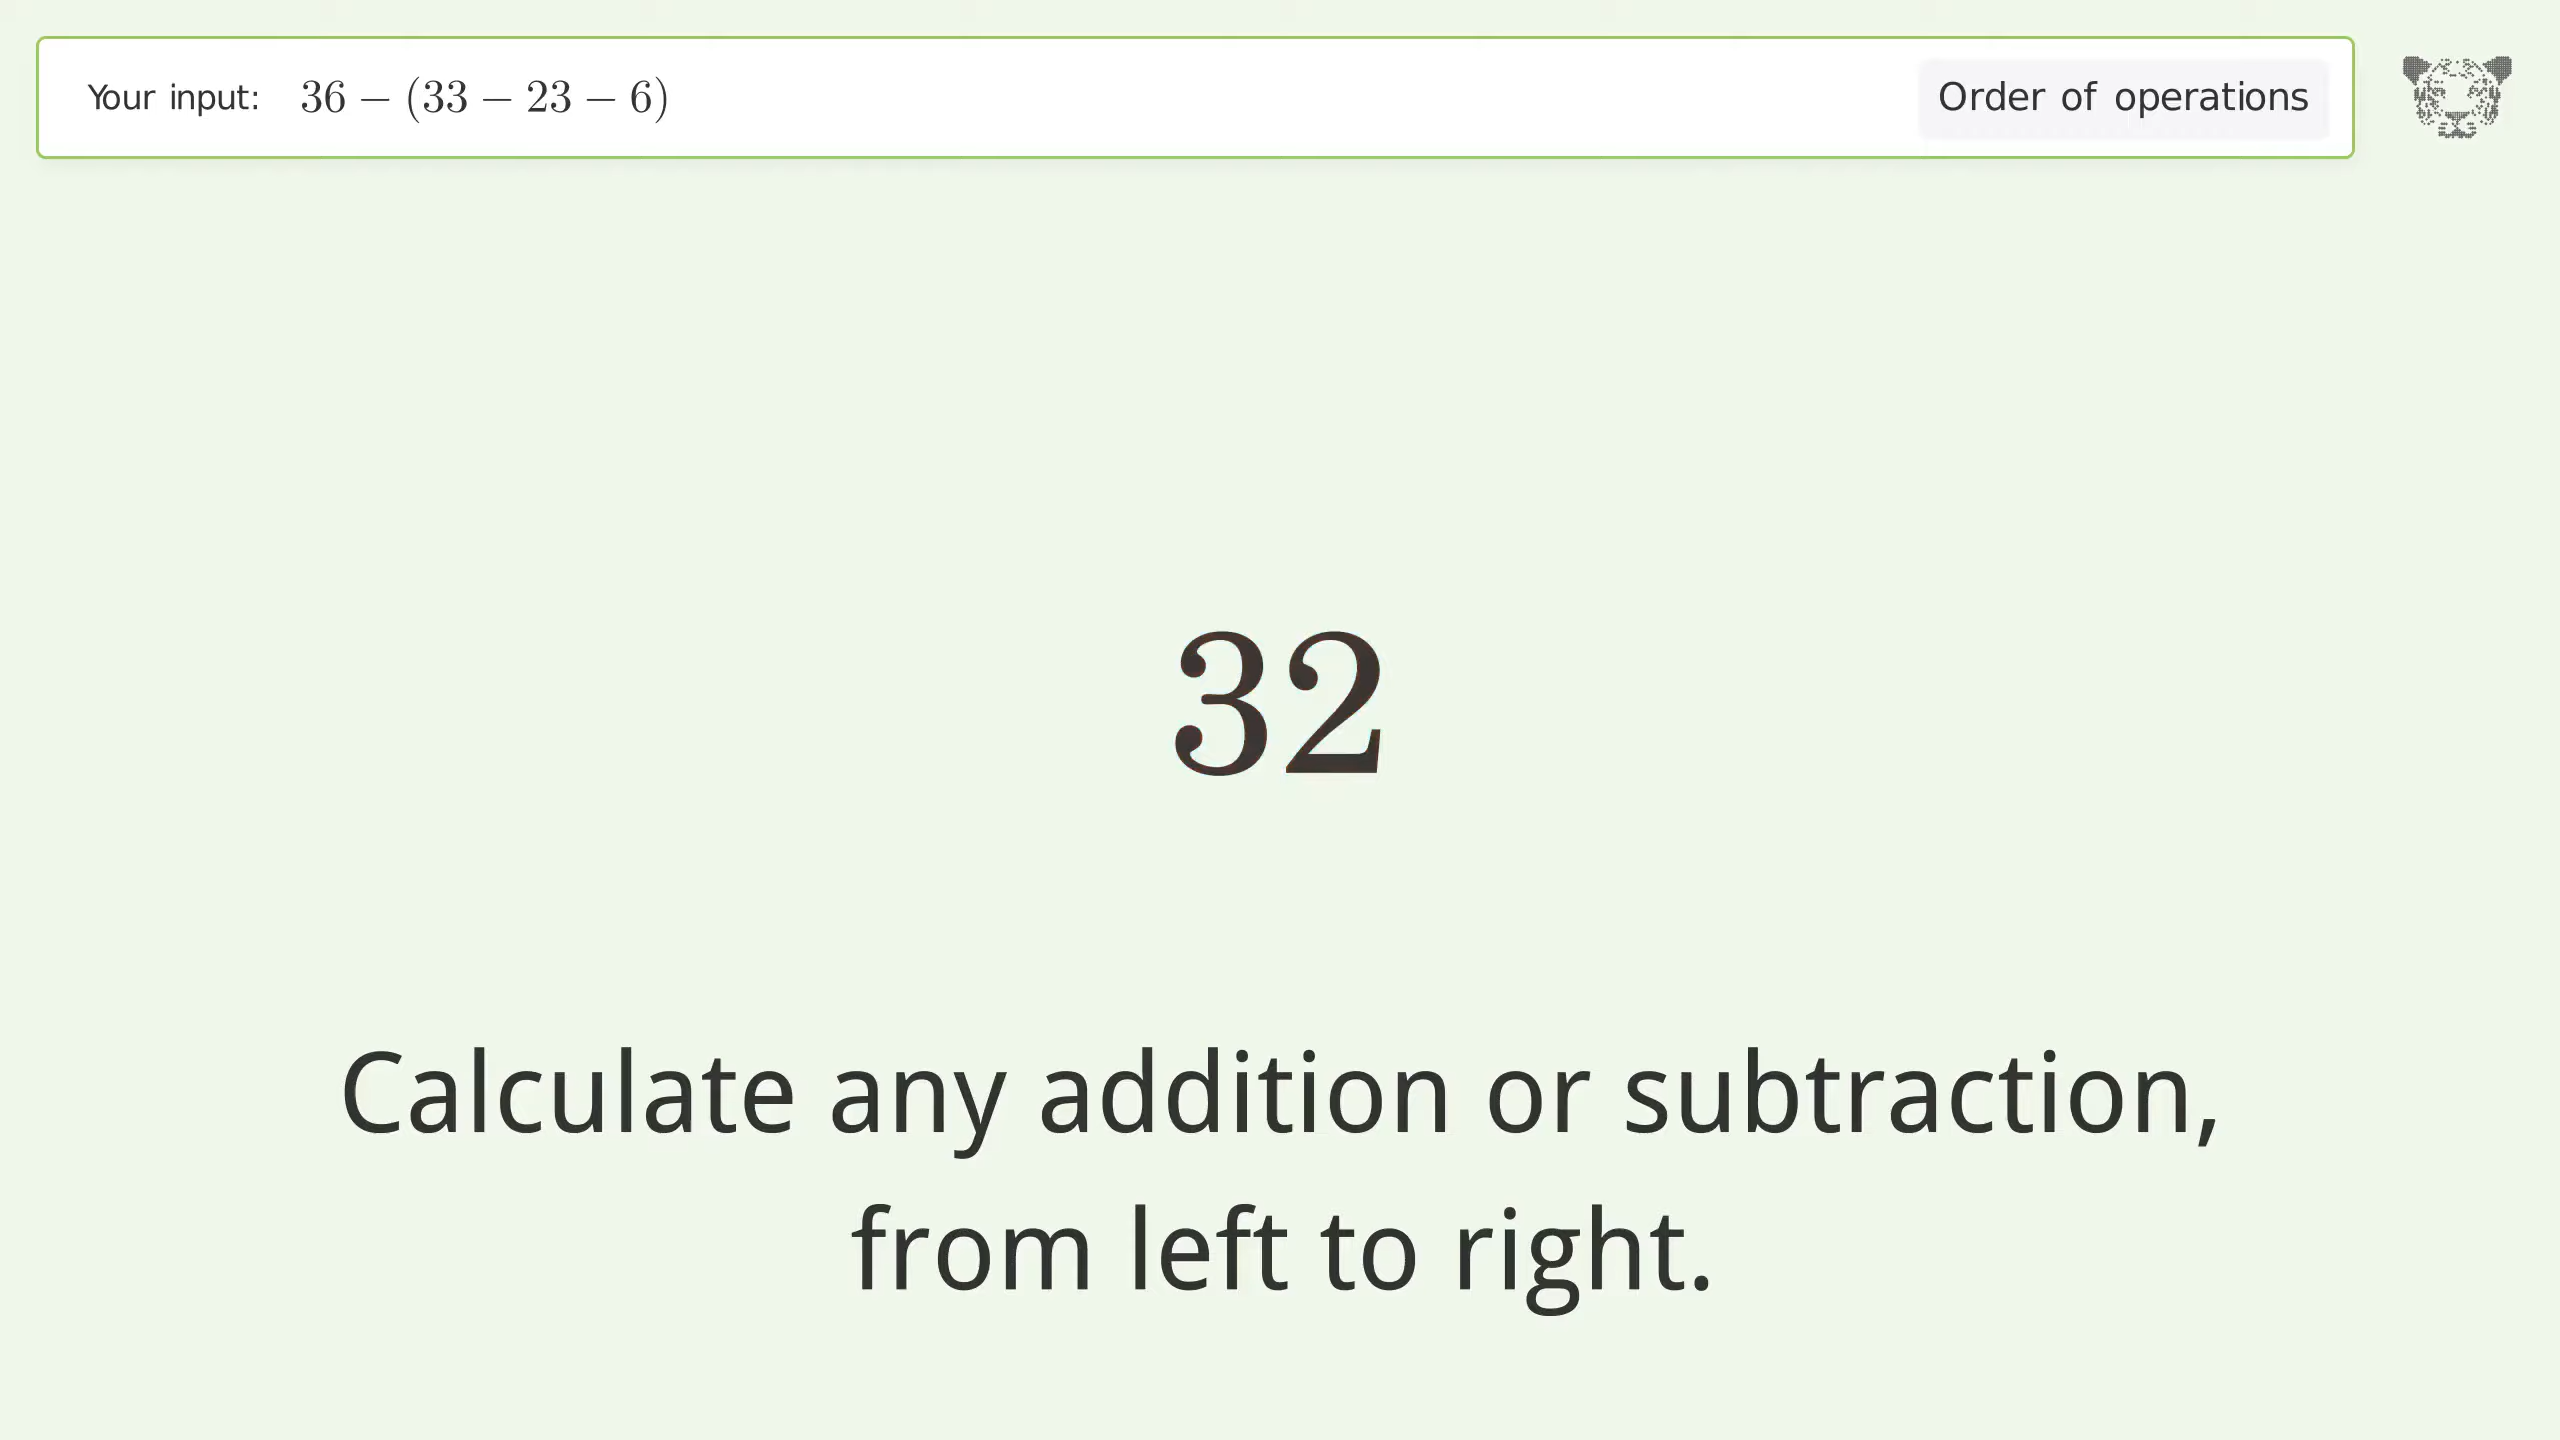 Your input: 36 − (33 − 23 − 6) Order of operations
32
Calculate any addition or subtraction,
from left to right.